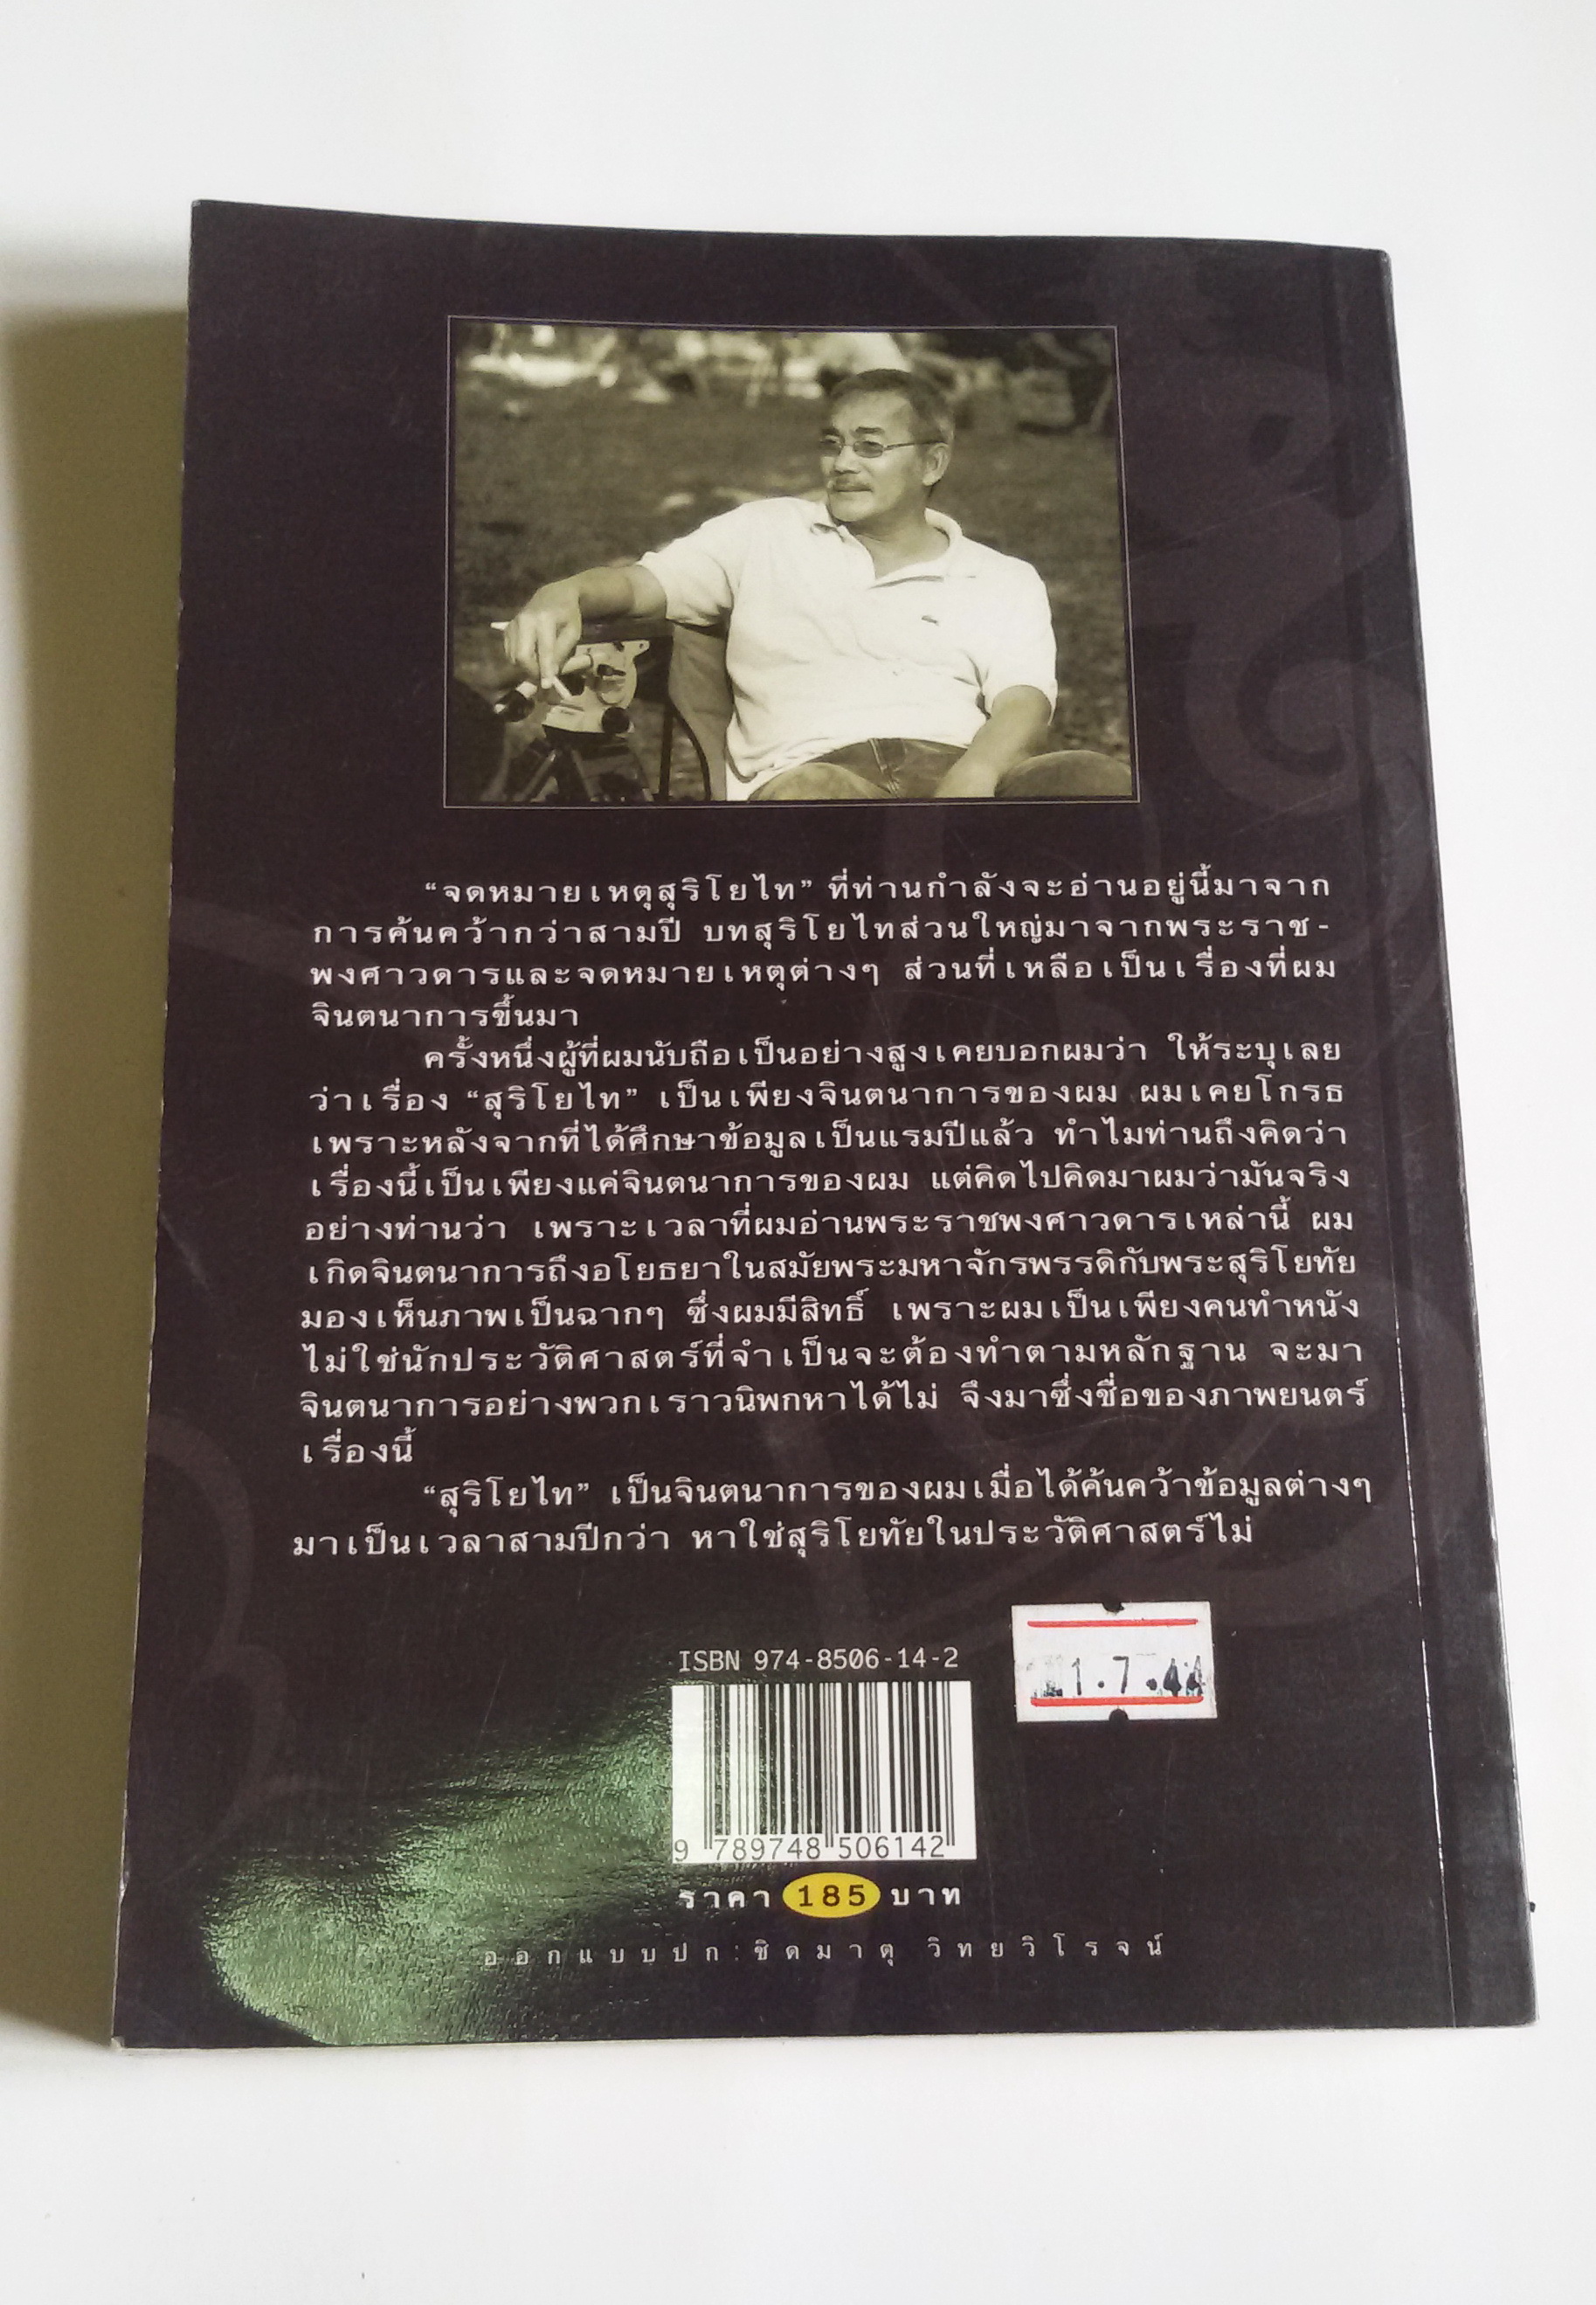 “จดหมายเหตุสุริโยไท” ที่ท่านกำลังจะอ่านอยู่นี้มาจาก
การค้นคว้ากว่าสามปี บทสุริโยไทส่วนใหญ่มาจากพระราช-
พงศาวดารและจดหมายเหตุต่างๆ ส่วนที่เหลือเป็นเรื่องที่ผม
จินตนาการขึ้นมา
ครั้งหนึ่งผู้ที่ผมนับถือเป็นอย่างสูงเคยบอกผมว่า ให้ระบุเลย
ว่าเรื่อง “สุริโยไท” เป็นเพียงจินตนาการของผม ผมเคยโกรธ
เพราะหลังจากที่ได้ศึกษาข้อมูลเป็นแรมปีแล้ว ทำไมท่านถึงคิดว่า
เรื่องนี้เป็นเพียงแค่จินตนาการของผม แต่คิดไปคิดมาผมว่ามันจริง
อย่างท่านว่า เพราะเวลาที่ผมอ่านพระราชพงศาวดารเหล่านี้ ผม
เกิดจินตนาการถึงอโยธยาในสมัยพระมหาจักรพรรดิกับพระสุริโยทัย
มองเห็นภาพเป็นฉากๆ ซึ่งผมมีสิทธิ์ เพราะผมเป็นเพียงคนทำหนัง
ไม่ใช่นักประวัติศาสตร์ที่จำเป็นจะต้องทำตามหลักฐาน จะมา
จินตนาการอย่างพวกเราวนิพกหาได้ไม่ จึงมาซึ่งชื่อของภาพยนตร์
เรื่องนี้
“สุริโยไท” เป็นจินตนาการของผมเมื่อได้ค้นคว้าข้อมูลต่างๆ
มาเป็นเวลาสามปีกว่า หาใช่สุริโยทัยในประวัติศาสตร์ไม่
ISBN 974-8506-14-2
1.7.44
9 789748 506142
ราคา 185 บาท
ออกแบบปก:ชิดมาตุ วิทยวิโรจน์